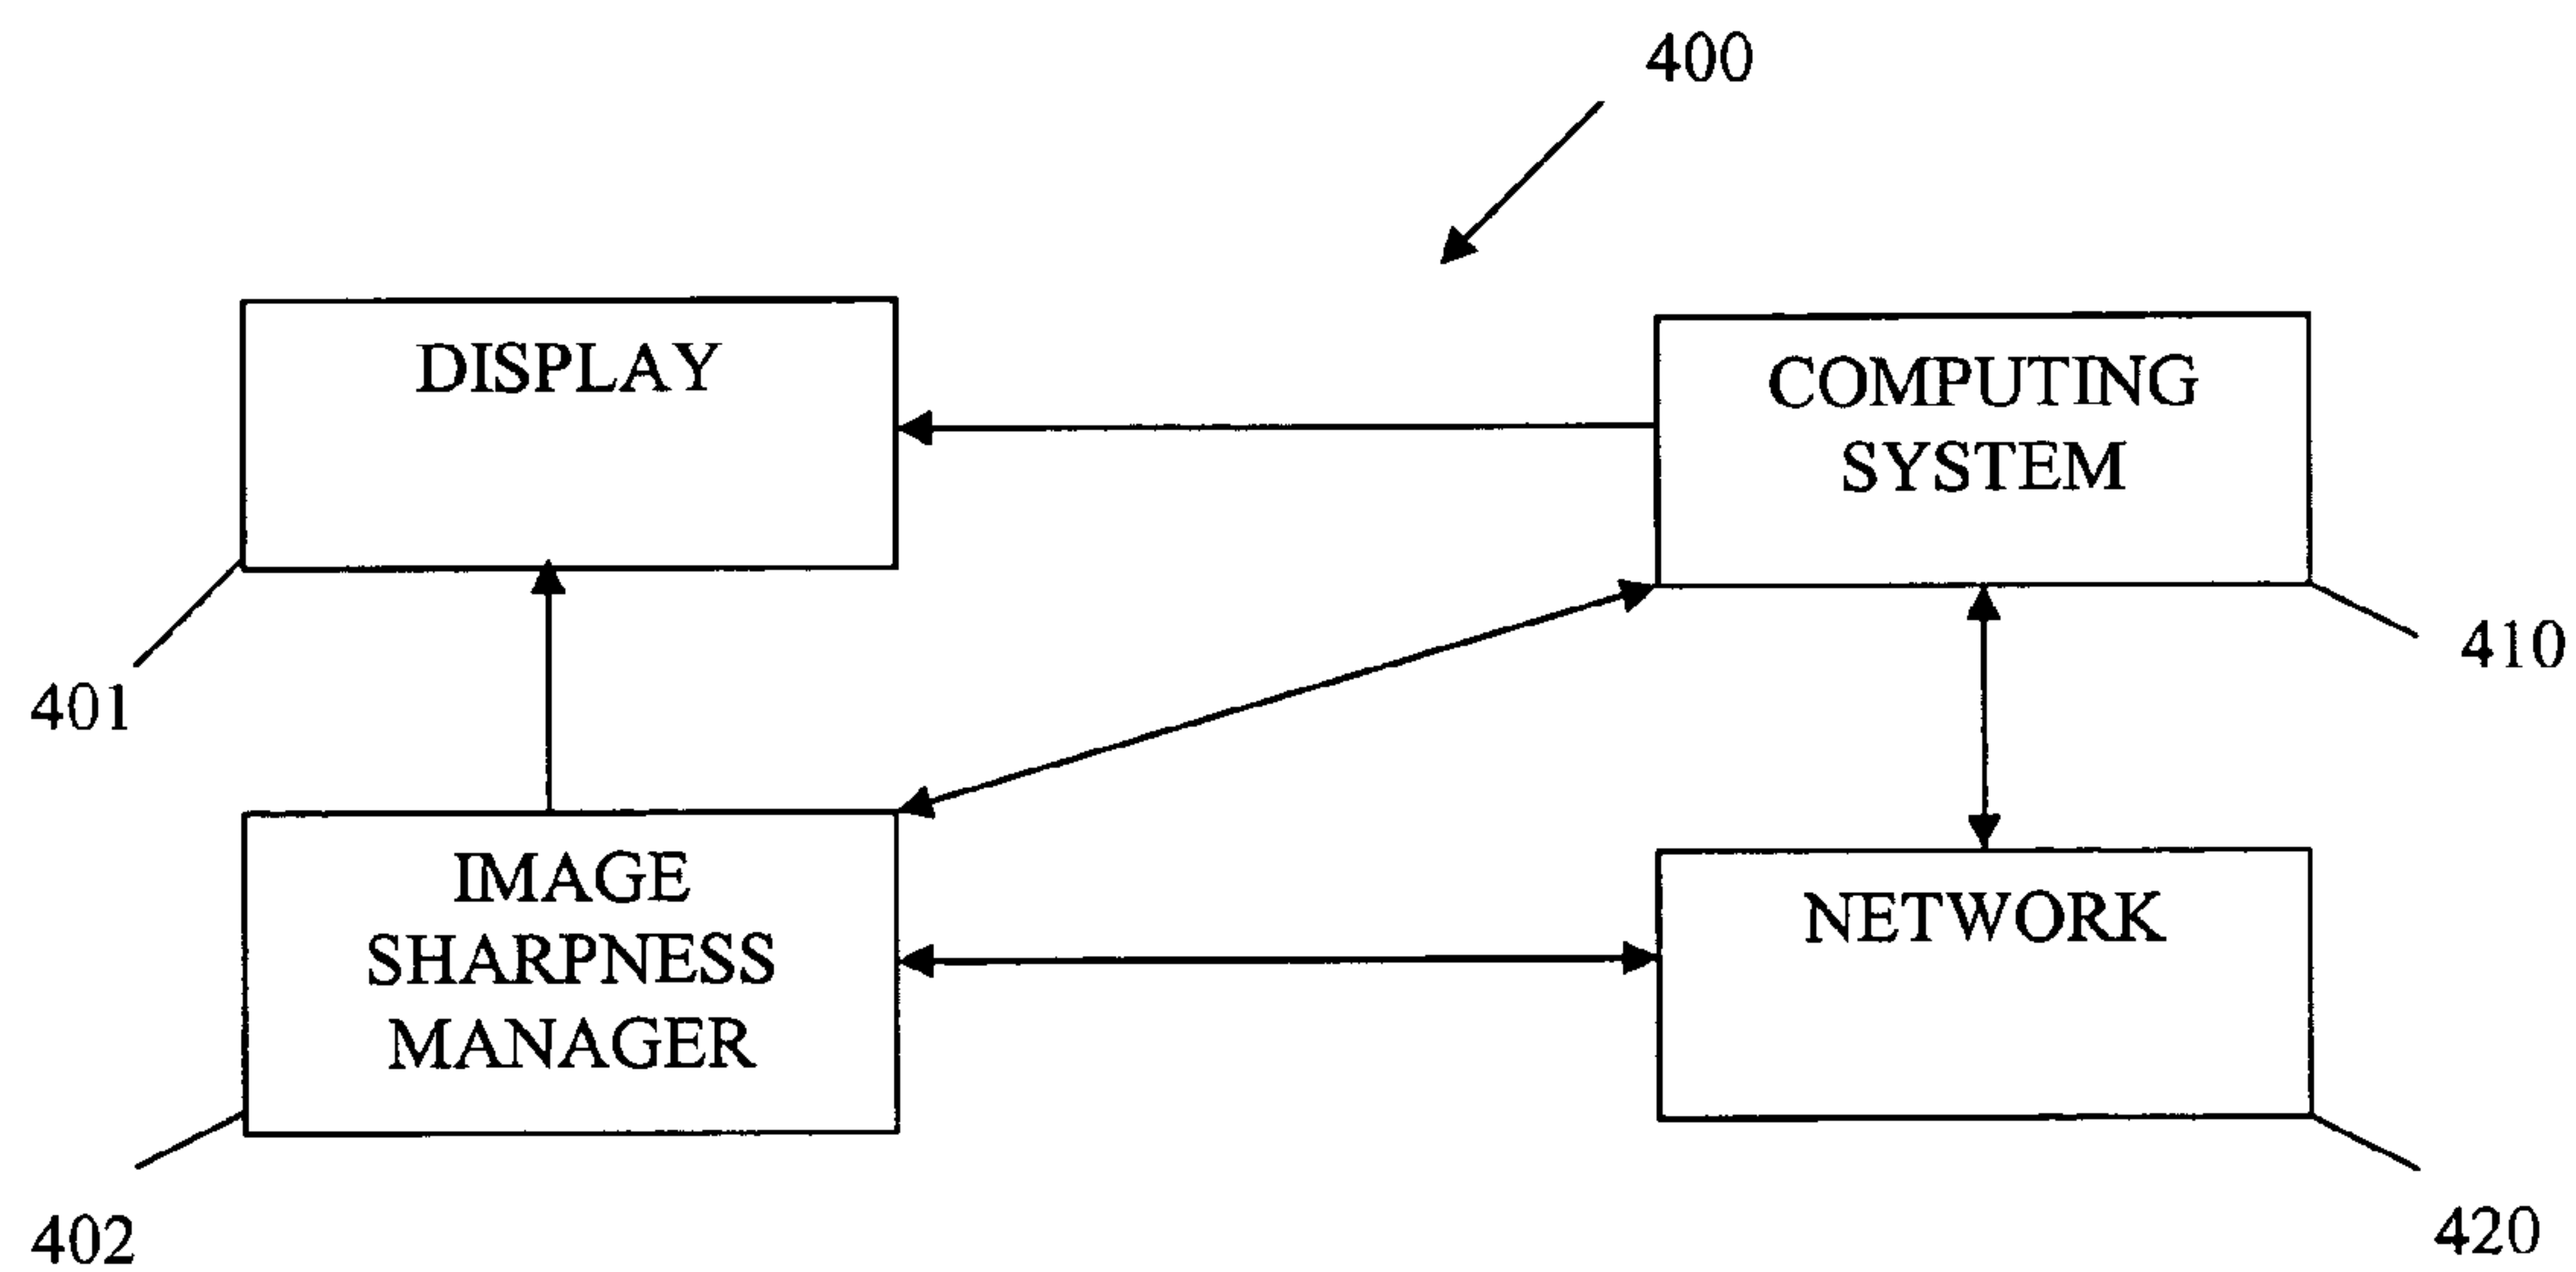 400
DISPLAY
COMPUTING
SYSTEM
401
410
IMAGE
SHARPNESS
MANAGER
NETWORK
402
420